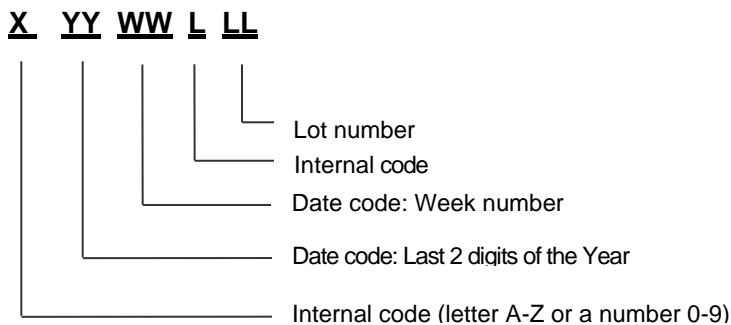 X YY WW L LL
Lot number
Internal code
Date code: Week number
Date code: Last 2 digits of the Year
Internal code (letter A-Z or a number 0-9)